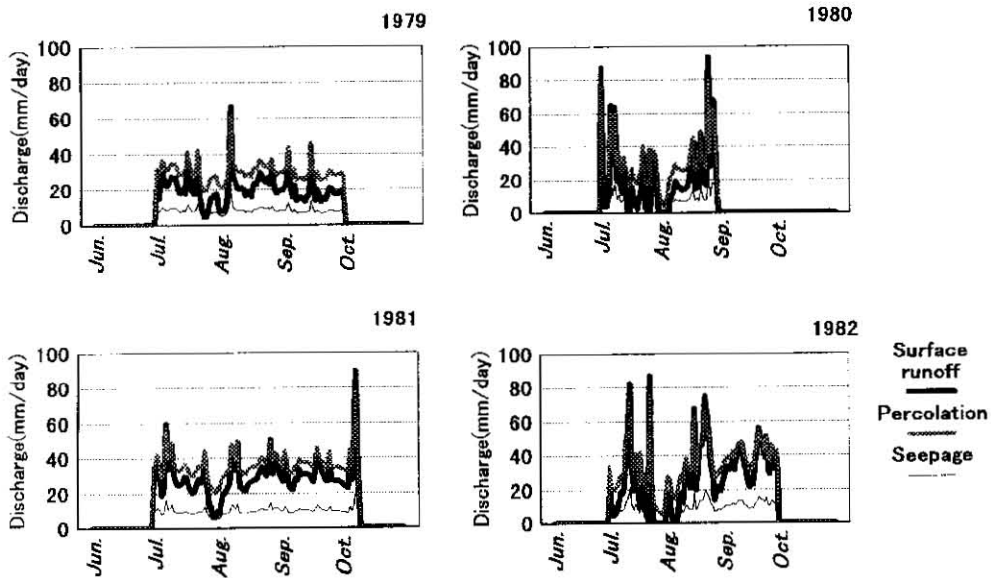 1979
Discharge(mm/day)
100
80
60
40
20
0
Jun.
Jul.
Aug.
Sep.
Oct.
1980
Discharge(mm/day)
100
80
60
40
20
0
Jun.
Jul.
Aug.
Sep.
Oct.
1981
Discharge(mm/day)
100
80
60
40
20
0
Jun.
Jul.
Aug.
Sep.
Oct.
1982
Discharge(mm/day)
100
80
60
40
20
0
Jun.
Jul.
Aug.
Sep.
Oct.
Surface
runoff
Percolation
Seepage